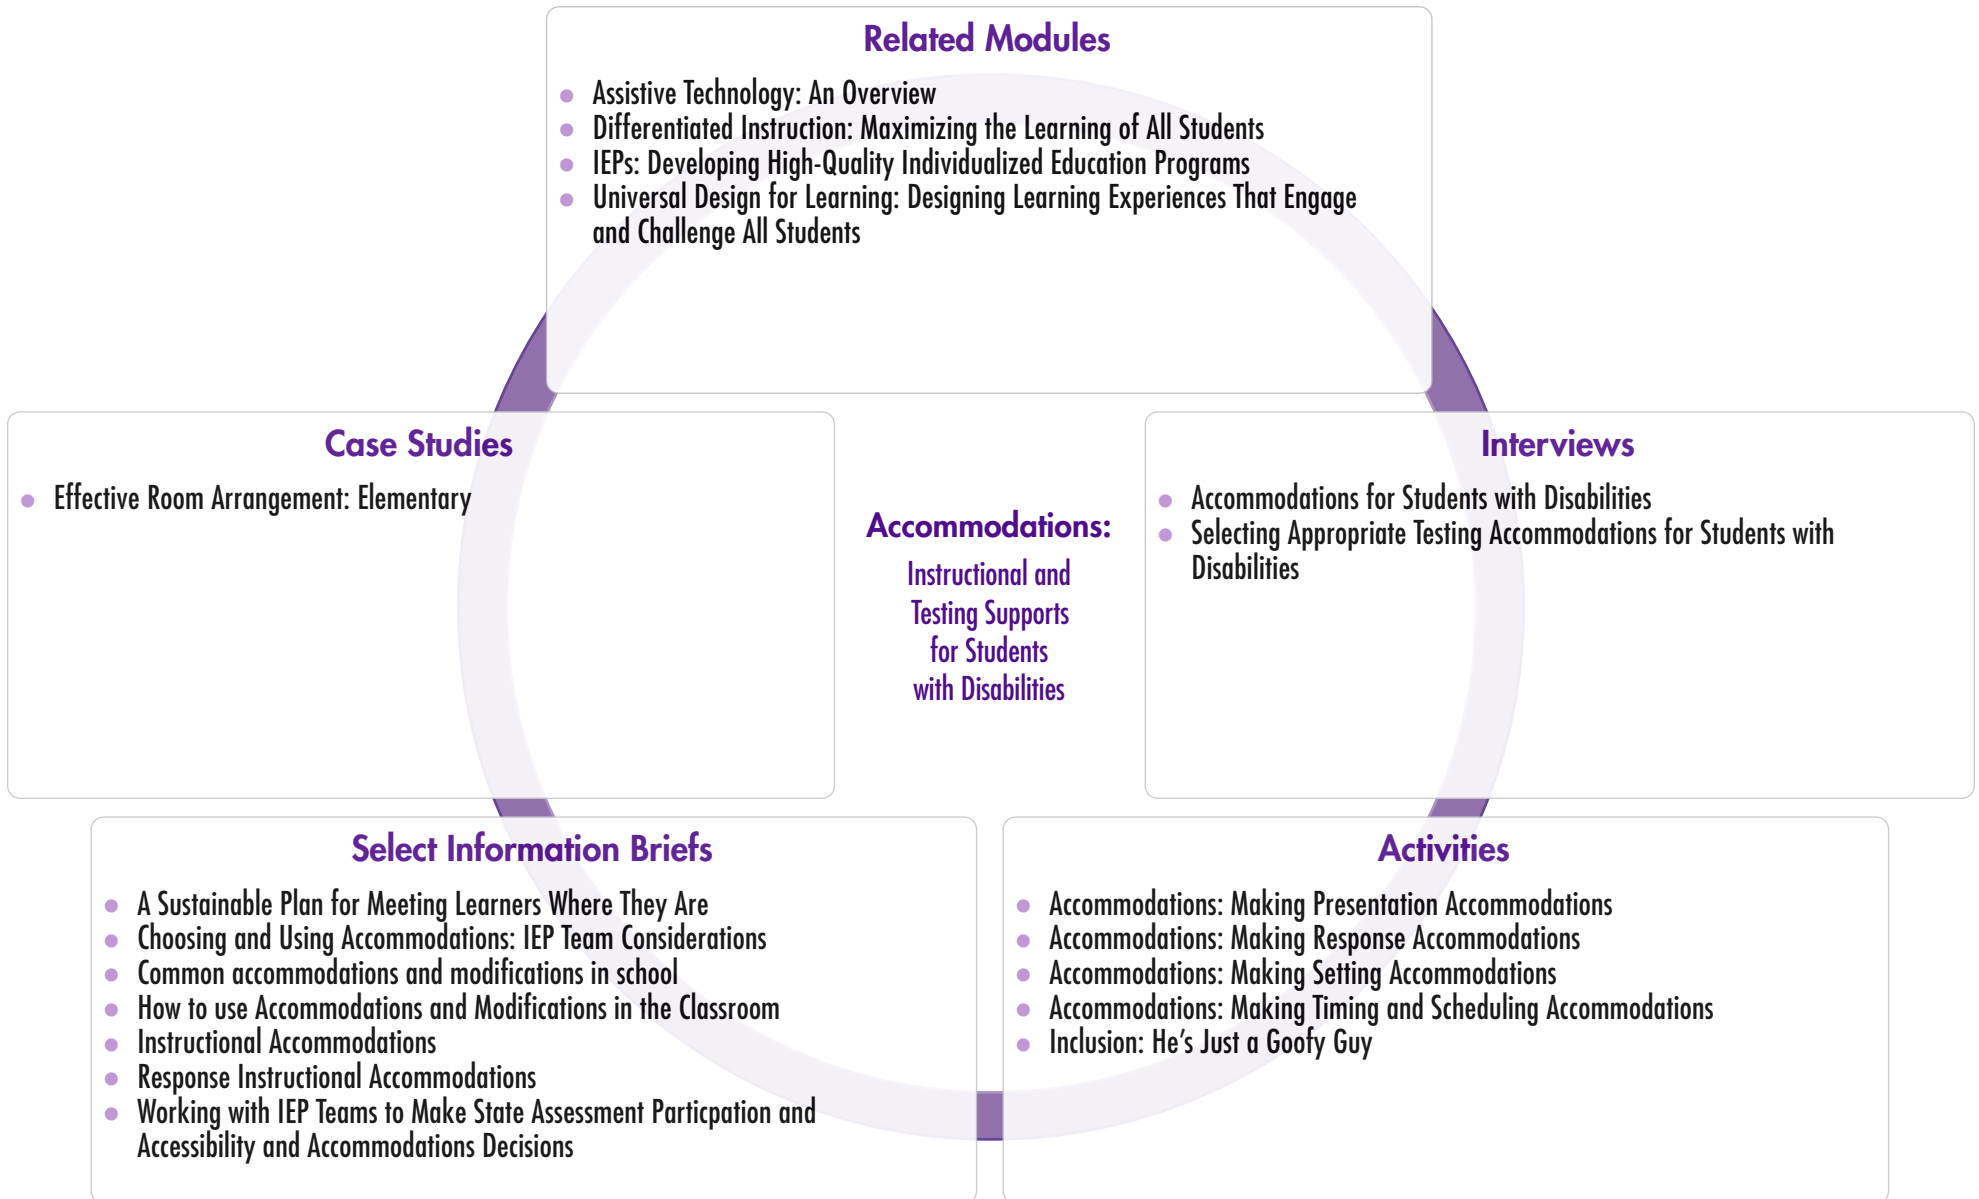 Related Modules
Assistive Technology: An Overview
Differentiated Instruction: Maximizing the Learning of All Students
IEPs: Developing High-Quality Individualized Education Programs
Universal Design for Learning: Designing Learning Experiences That Engage
and Challenge All Students
Case Studies
Effective Room Arrangement: Elementary
Accommodations:
Instructional and
Testing Supports
for Students
with Disabilities
Interviews
Accommodations for Students with Disabilities
Selecting Appropriate Testing Accommodations for Students with
Disabilities
Select Information Briefs
A Sustainable Plan for Meeting Learners Where They Are
Choosing and Using Accommodations: IEP Team Considerations
Common accommodations and modifications in school
How to use Accommodations and Modifications in the Classroom
Instructional Accommodations
Response Instructional Accommodations
Working with IEP Teams to Make State Assessment Particpation and
Accessibility and Accommodations Decisions
Activities
Accommodations: Making Presentation Accommodations
Accommodations: Making Response Accommodations
Accommodations: Making Setting Accommodations
Accommodations: Making Timing and Scheduling Accommodations
Inclusion: He’s Just a Goofy Guy